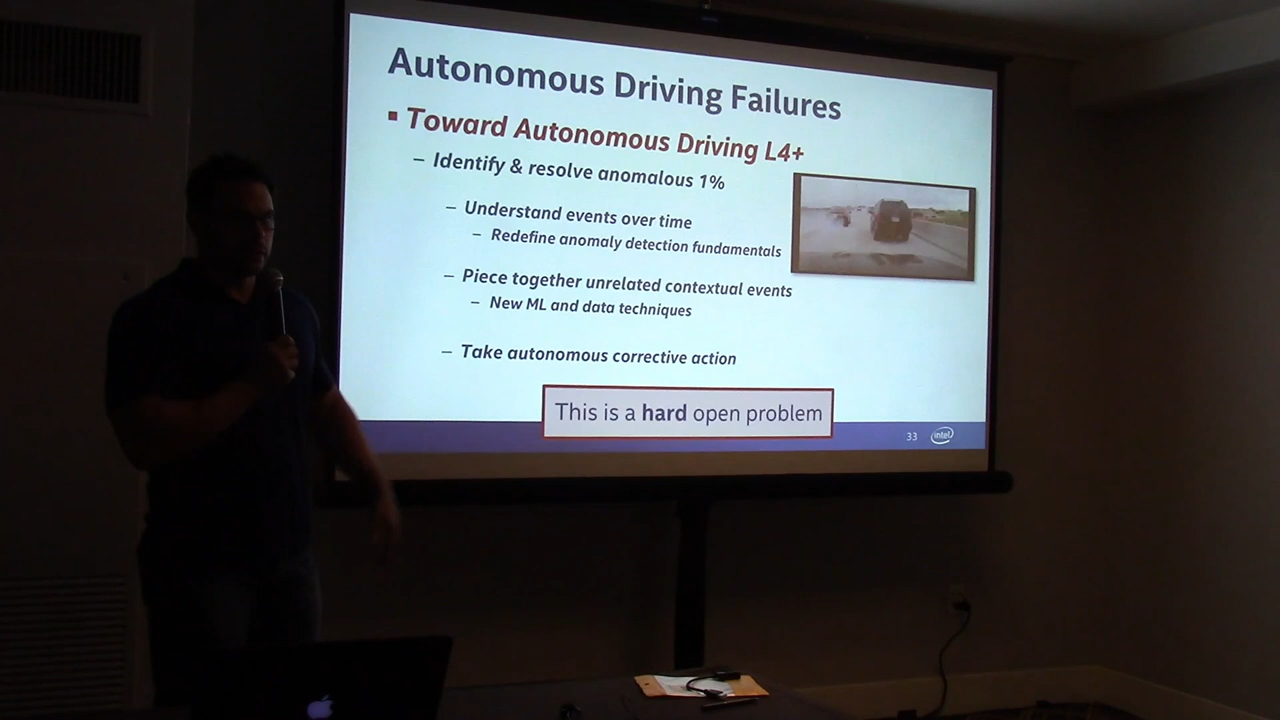 Autonomous Driving Failures
▪ Toward Autonomous Driving L4+
– Identify & resolve anomalous 1%
– Understand events over time
– Redefine anomaly detection fundamentals
– Piece together unrelated contextual events
– New ML and data techniques
– Take autonomous corrective action
This is a hard open problem
33 intel